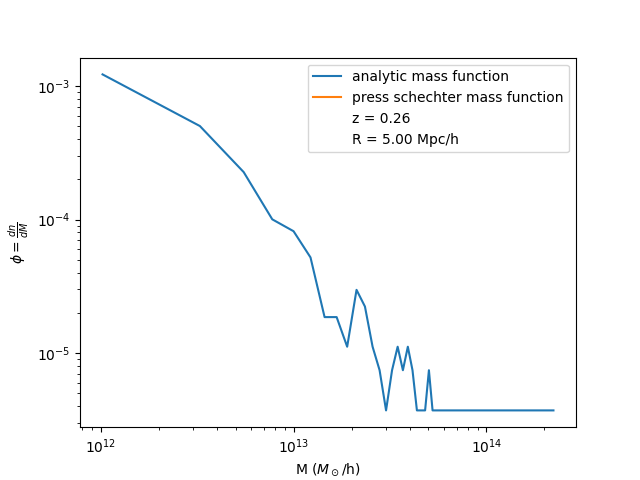 10⁻³
10⁻⁴
10⁻⁵
ϕ = dn/dM
analytic mass function
press schechter mass function
z = 0.26
R = 5.00 Mpc/h
10¹² 10¹³ 10¹⁴
M (M⊙/h)